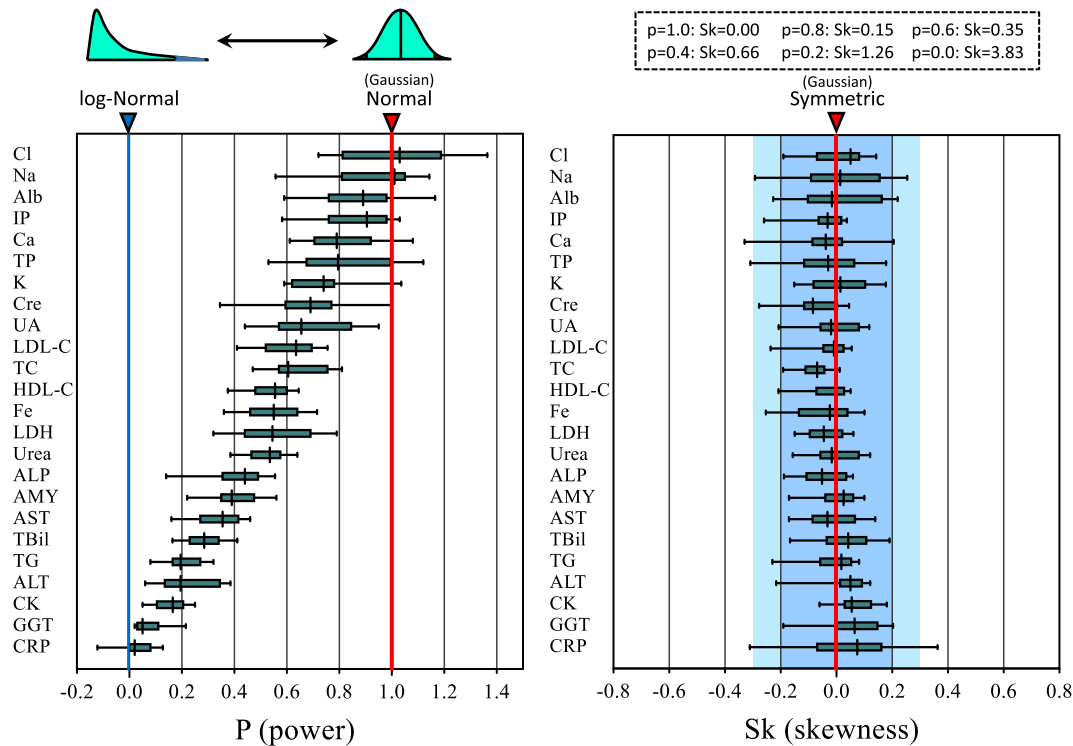 p=1.0: Sk=0.00 p=0.8: Sk=0.15 p=0.6: Sk=0.35
p=0.4: Sk=0.66 p=0.2: Sk=1.26 p=0.0: Sk=3.83
(Gaussian)
log-Normal Normal
(Gaussian)
Symmetric
Cl
Na
Alb
IP
Ca
TP
K
Cre
UA
LDL-C
TC
HDL-C
Fe
LDH
Urea
ALP
AMY
AST
TBil
TG
ALT
CK
GGT
CRP
-0.2 0.0 0.2 0.4 0.6 0.8 1.0 1.2 1.4
P (power)
Cl
Na
Alb
IP
Ca
TP
K
Cre
UA
LDL-C
TC
HDL-C
Fe
LDH
Urea
ALP
AMY
AST
TBil
TG
ALT
CK
GGT
CRP
-0.8 -0.6 -0.4 -0.2 0.0 0.2 0.4 0.6 0.8
Sk (skewness)